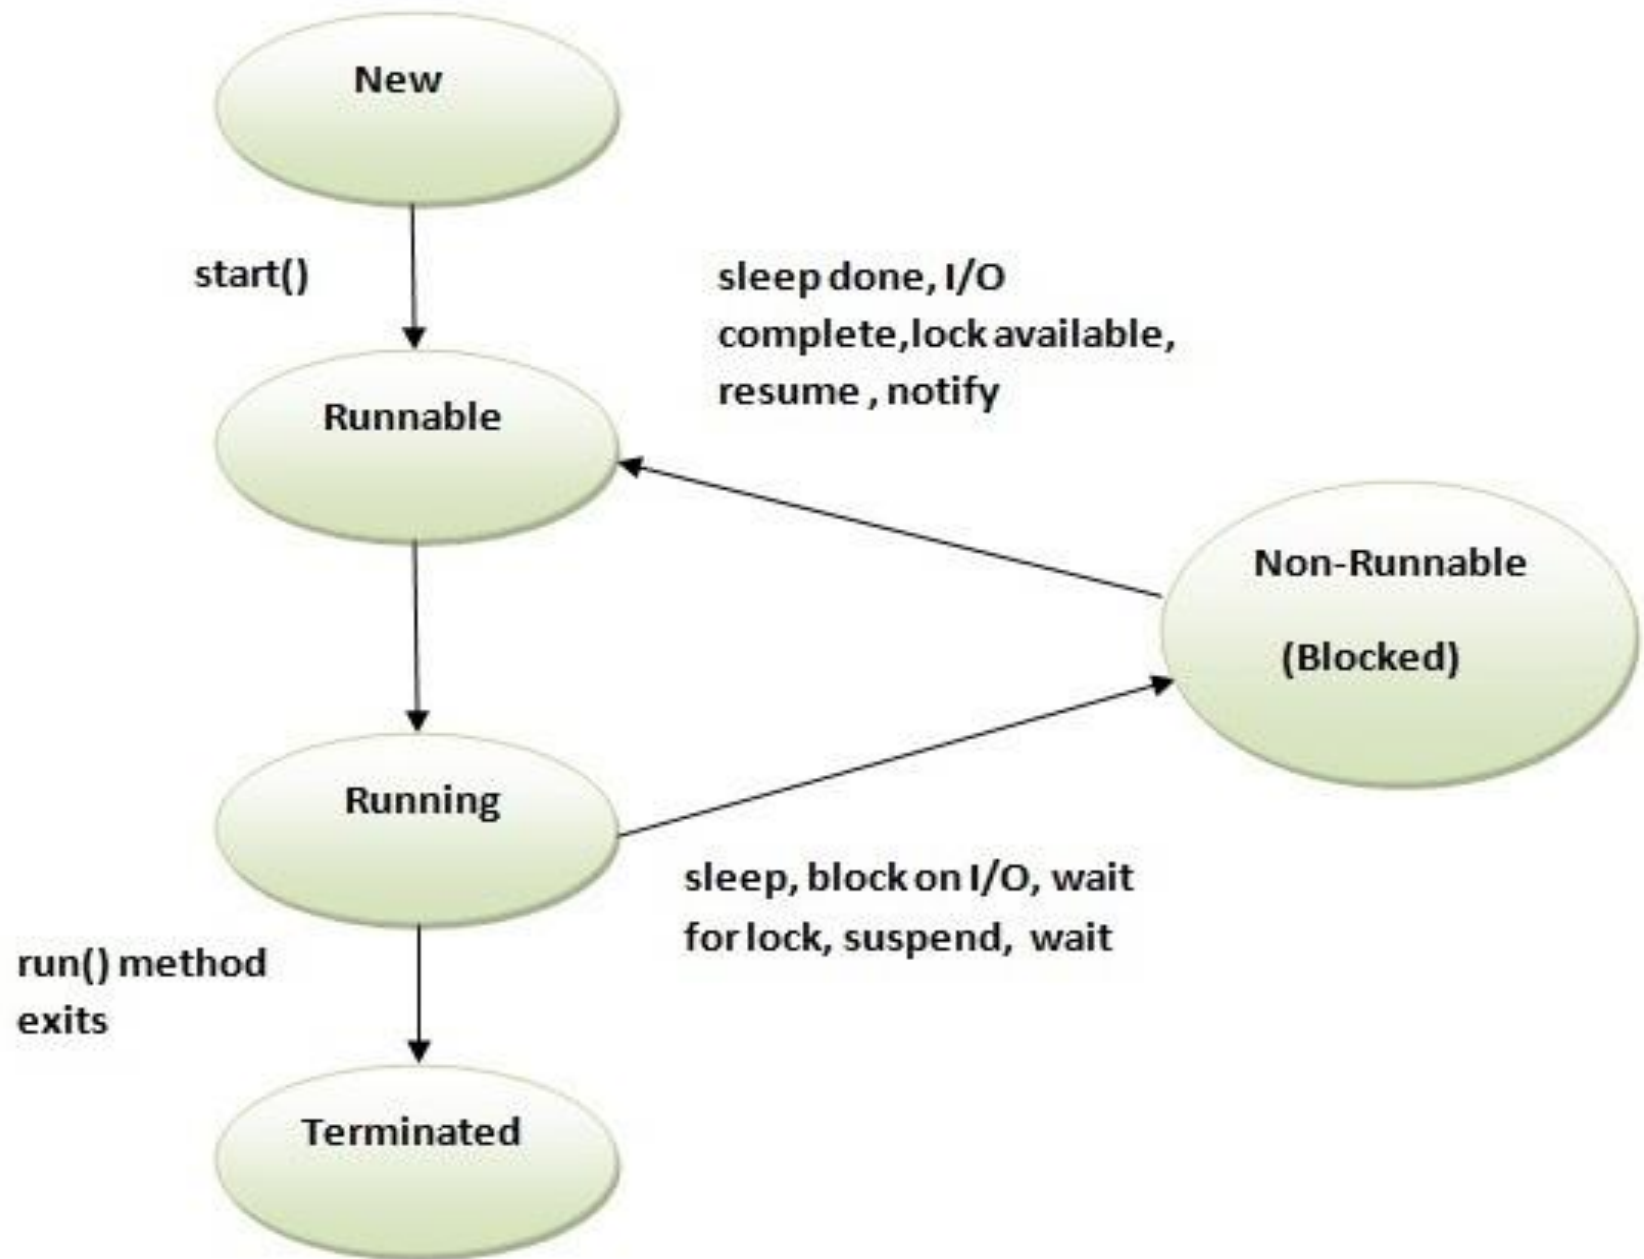 New
start()
sleep done, I/O
complete,lock available,
resume , notify
Runnable
Non-Runnable
(Blocked)
Running
sleep, block on I/O, wait
for lock, suspend, wait
run() method
exits
Terminated